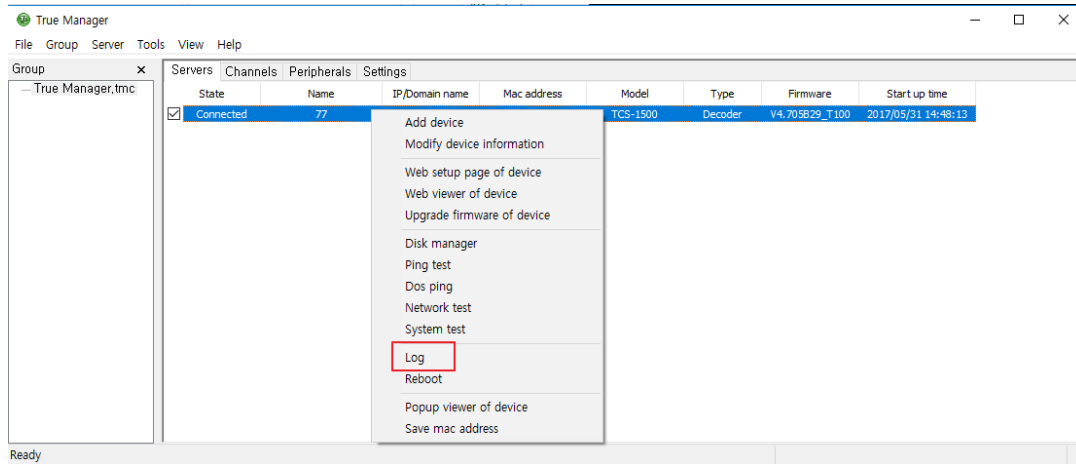 True Manager
File Group Server Tools View Help
Group x
True Manager,tmc
Servers Channels Peripherals Settings
State Name IP/Domain name Mac address Model Type Firmware Start up time
Connected 77 TCS-1500 Decoder V4.705B29_T100 2017/05/31 14:48:13
Add device
Modify device information
Web setup page of device
Web viewer of device
Upgrade firmware of device
Disk manager
Ping test
Dos ping
Network test
System test
Log
Reboot
Popup viewer of device
Save mac address
Ready